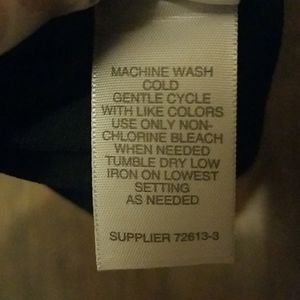 MACHINE WASH
COLD
GENTLE CYCLE
WITH LIKE COLORS
USE ONLY NON-
CHLORINE BLEACH
WHEN NEEDED
TUMBLE DRY LOW
IRON ON LOWEST
SETTING
AS NEEDED
SUPPLIER 72613-3